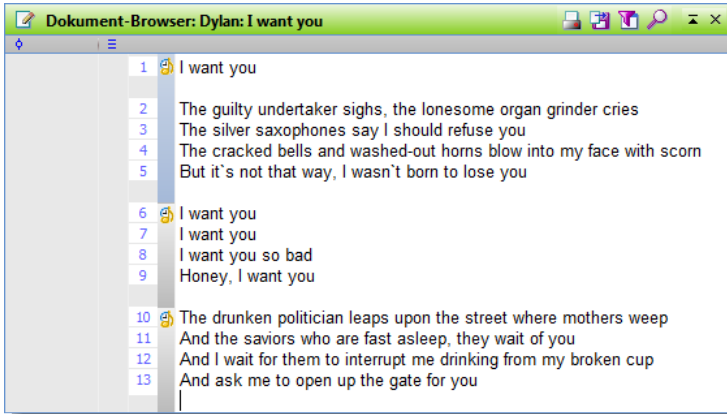 Dokument-Browser: Dylan: I want you
1 I want you
2 The guilty undertaker sighs, the lonesome organ grinder cries
3 The silver saxophones say I should refuse you
4 The cracked bells and washed-out horns blow into my face with scorn
5 But it`s not that way, I wasn`t born to lose you
6 I want you
7 I want you
8 I want you so bad
9 Honey, I want you
10 The drunken politician leaps upon the street where mothers weep
11 And the saviors who are fast asleep, they wait of you
12 And I wait for them to interrupt me drinking from my broken cup
13 And ask me to open up the gate for you